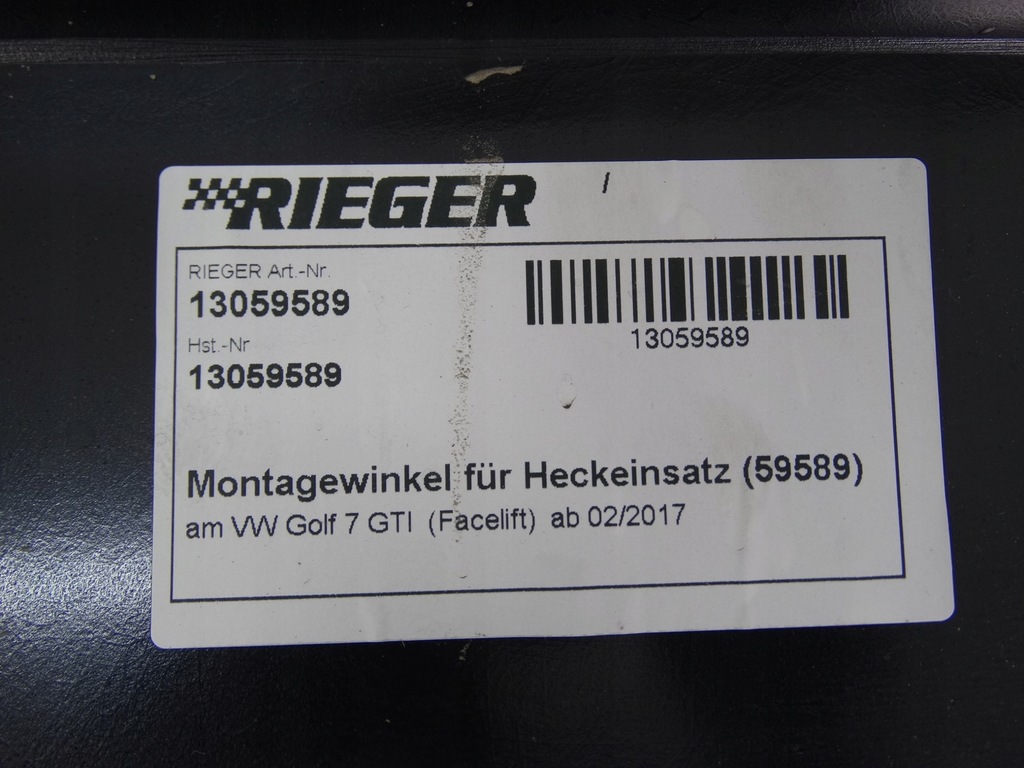 RIEGER
RIEGER Art.-Nr.
13059589
Hst.-Nr
13059589
13059589
Montagewinkel für Heckeinsatz (59589)
am VW Golf 7 GTI (Facelift) ab 02/2017